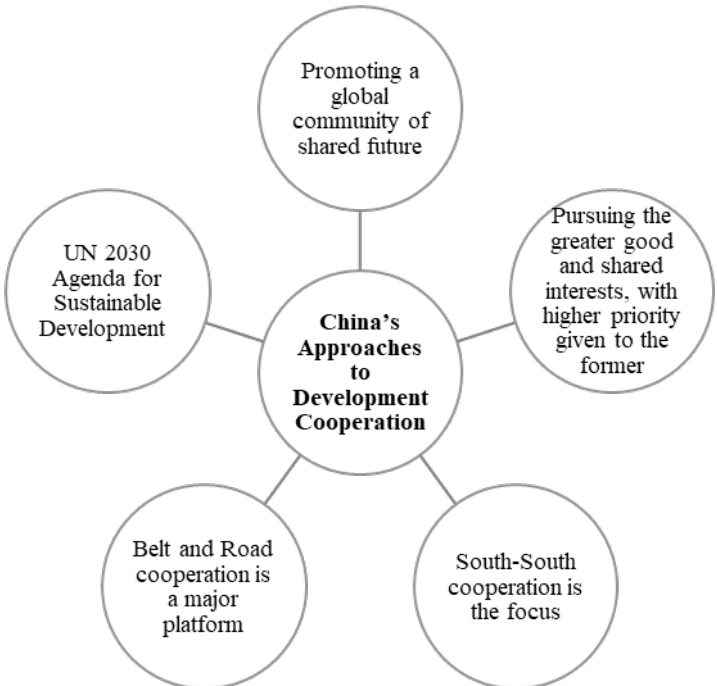 Promoting a
global
community of
shared future
Pursuing the
greater good
and shared
interests, with
higher priority
given to the
former
South-South
cooperation is
the focus
Belt and Road
cooperation is
a major
platform
UN 2030
Agenda for
Sustainable
Development
China’s
Approaches
to
Development
Cooperation